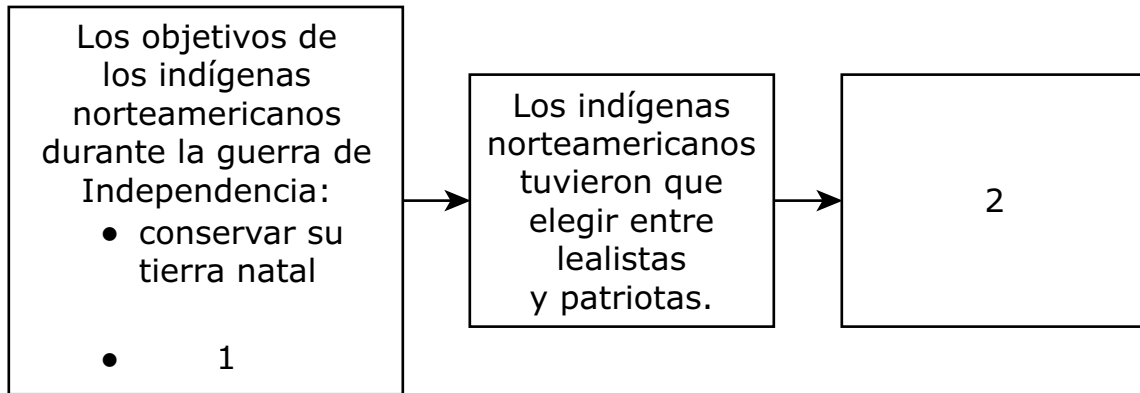 Los objetivos de
los indígenas
norteamericanos
durante la guerra de
Independencia:
• conservar su
tierra natal
• 1
Los indígenas
norteamericanos
tuvieron que
elegir entre
lealistas
y patriotas.
2